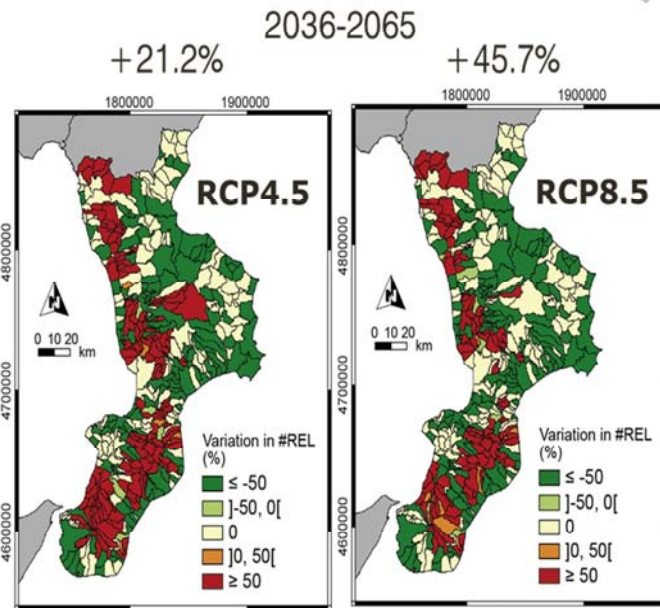 2036-2065
+21.2%
+45.7%
1800000 1900000
RCP4.5
4800000
4700000
4600000
0 10 20
km
Variation in #REL
(%)
≤ -50
]-50, 0[
0
]0, 50[
≥ 50
1800000 1900000
RCP8.5
4800000
4700000
4600000
0 10 20
km
Variation in #REL
(%)
≤ -50
]-50, 0[
0
]0, 50[
≥ 50